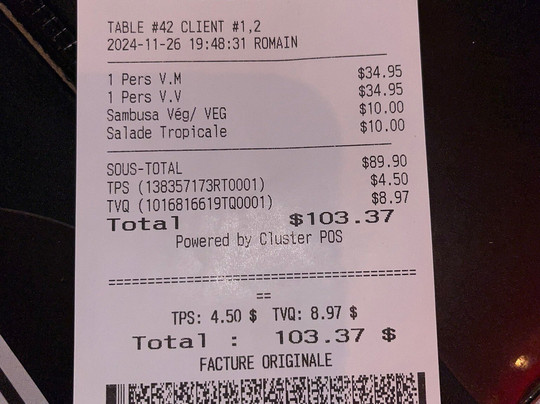 TABLE #42 CLIENT #1,2
2024-11-26 19:48:31 ROMAIN
1 Pers V.M $34.95
1 Pers V.V $34.95
Sambusa Vég/ VEG $10.00
Salade Tropicale $10.00
SOUS-TOTAL $89.90
TPS (138357173RT0001) $4.50
TVQ (1016816619TQ0001) $8.97
Total $103.37
Powered by Cluster POS
========================================
==
TPS: 4.50 $ TVQ: 8.97 $
Total : 103.37 $
FACTURE ORIGINALE